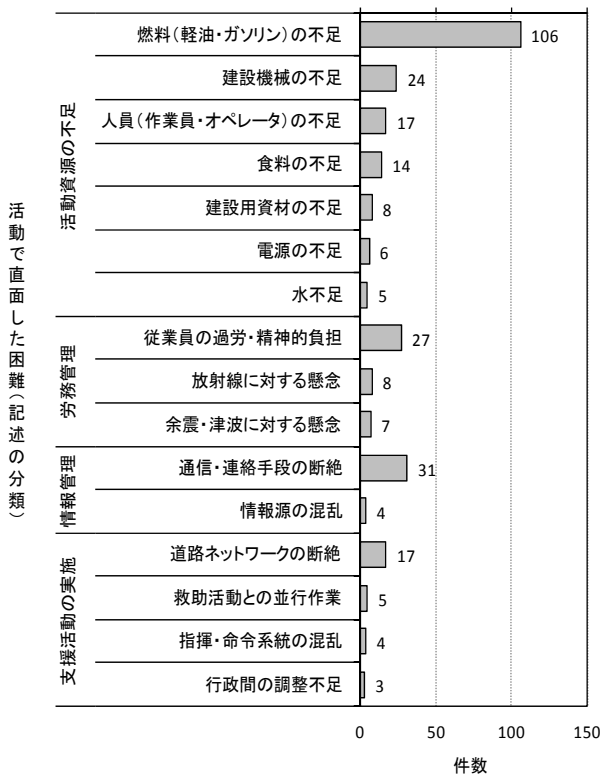 活動で直面した困難(記述の分類)
活動資源の不足
燃料(軽油・ガソリン)の不足 106
建設機械の不足 24
人員(作業員・オペレータ)の不足 17
食料の不足 14
建設用資材の不足 8
電源の不足 6
水不足 5
労務管理
従業員の過労・精神的負担 27
放射線に対する懸念 8
余震・津波に対する懸念 7
情報管理
通信・連絡手段の断絶 31
情報源の混乱 4
支援活動の実施
道路ネットワークの断絶 17
救助活動との並行作業 5
指揮・命令系統の混乱 4
行政間の調整不足 3
0 50 100 150
件数